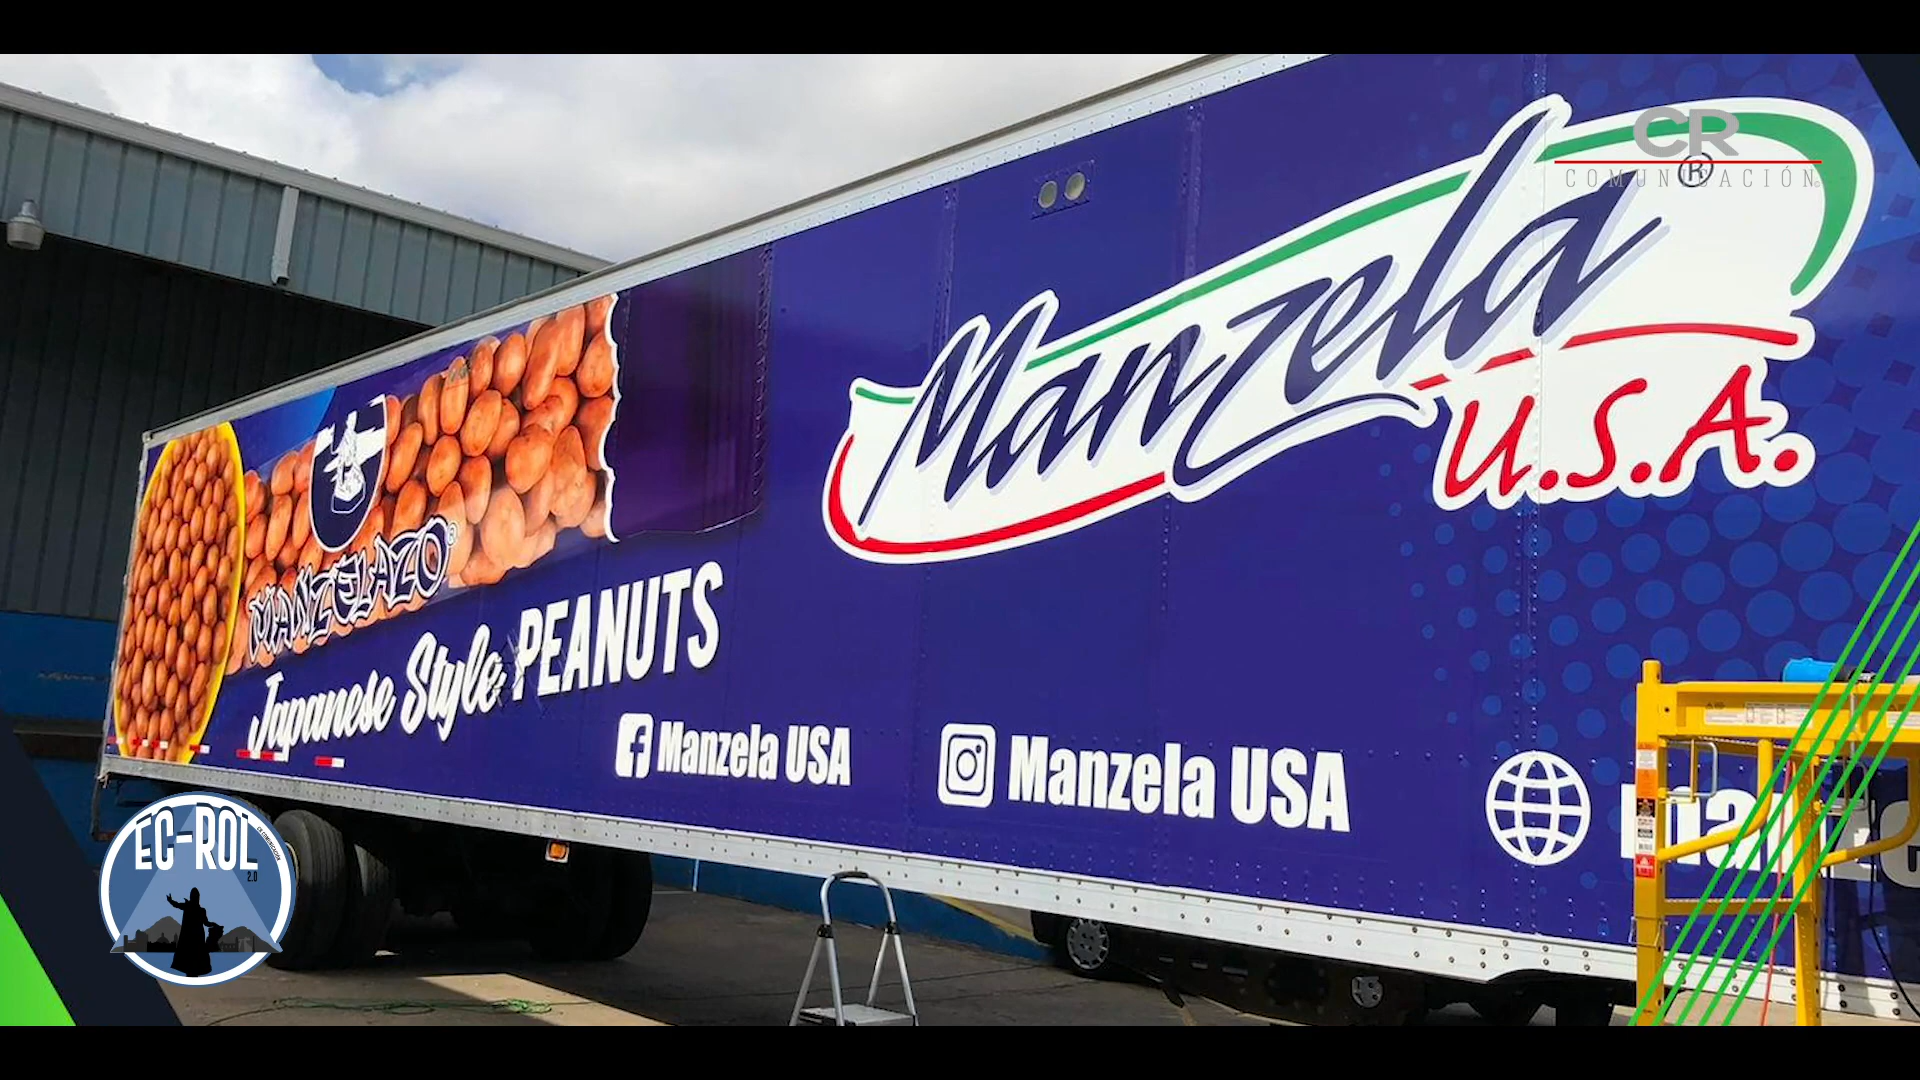 CR
COMUNICACIÓN
Manzela®
U.S.A.
MANZELAZO®
Japanese Style PEANUTS
Manzela USA
Manzela USA
EC-ROL
2.0